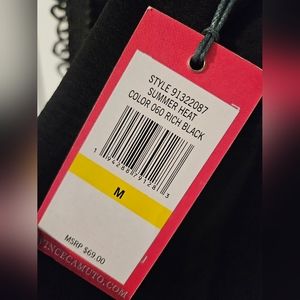 STYLE 91322087
SUMMER HEAT
COLOR 060 RICH BLACK
M
MSRP $69.00
VINCECAMUTO.COM